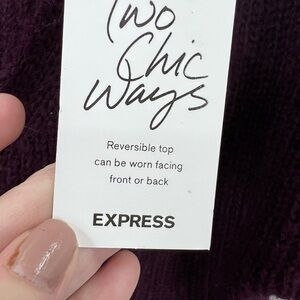 Two
Chic
Ways
Reversible top
can be worn facing
front or back
EXPRESS